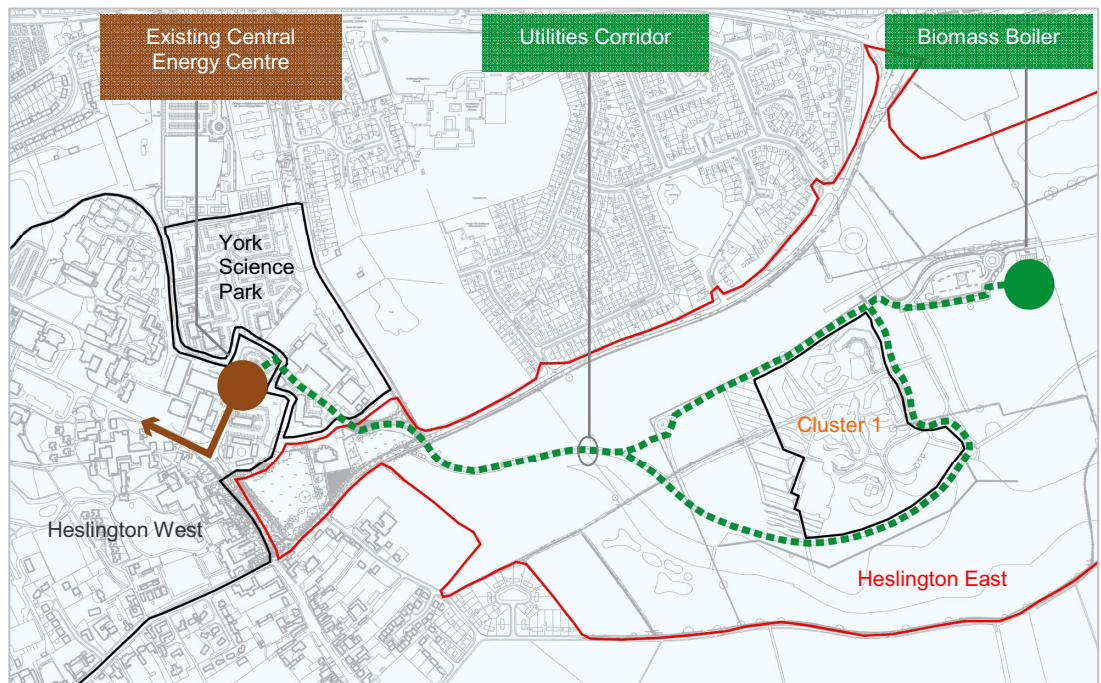 Existing Central
Energy Centre
Utilities Corridor
Biomass Boiler
York
Science
Park
Cluster 1
Heslington West
Heslington East